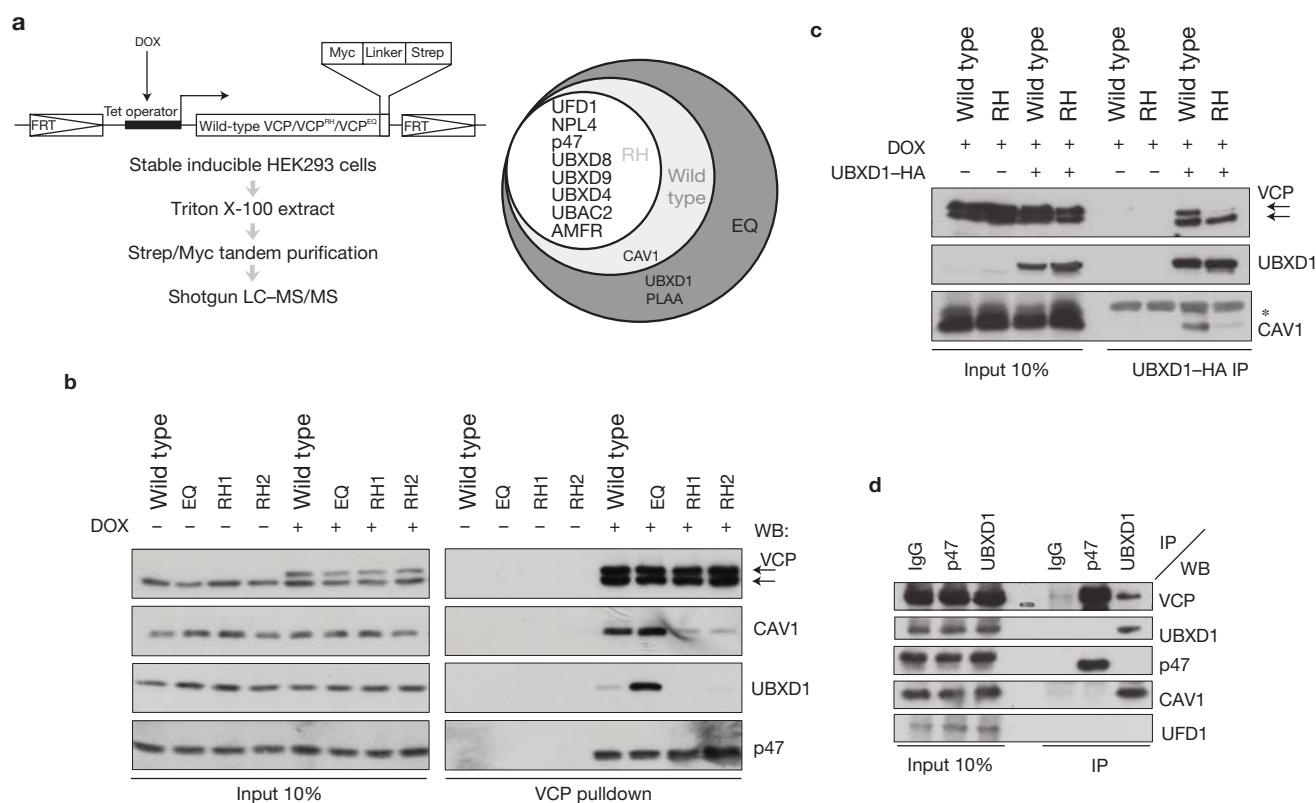 a
DOX
Myc Linker Strep
Tet operator
FRT
Wild-type VCP/VCP^RH/VCP^EQ
FRT
Stable inducible HEK293 cells
Triton X-100 extract
Strep/Myc tandem purification
Shotgun LC–MS/MS
UFD1
NPL4
p47
UBXD8
UBXD9
UBXD4
UBAC2
AMFR
RH
Wild
type
CAV1
EQ
UBXD1
PLAA
b
Wild type EQ RH1 RH2 Wild type EQ RH1 RH2 Wild type EQ RH1 RH2 Wild type EQ RH1 RH2
DOX – – – – + + + + – – – – + + + + WB:
VCP
CAV1
UBXD1
p47
Input 10% VCP pulldown
c
Wild type RH Wild type RH Wild type RH Wild type RH
DOX + + + + + + + +
UBXD1–HA – – + + – – + +
VCP
UBXD1
*
CAV1
Input 10% UBXD1–HA IP
d
IgG p47 UBXD1 IgG p47 UBXD1 IP
WB
VCP
UBXD1
p47
CAV1
UFD1
Input 10% IP